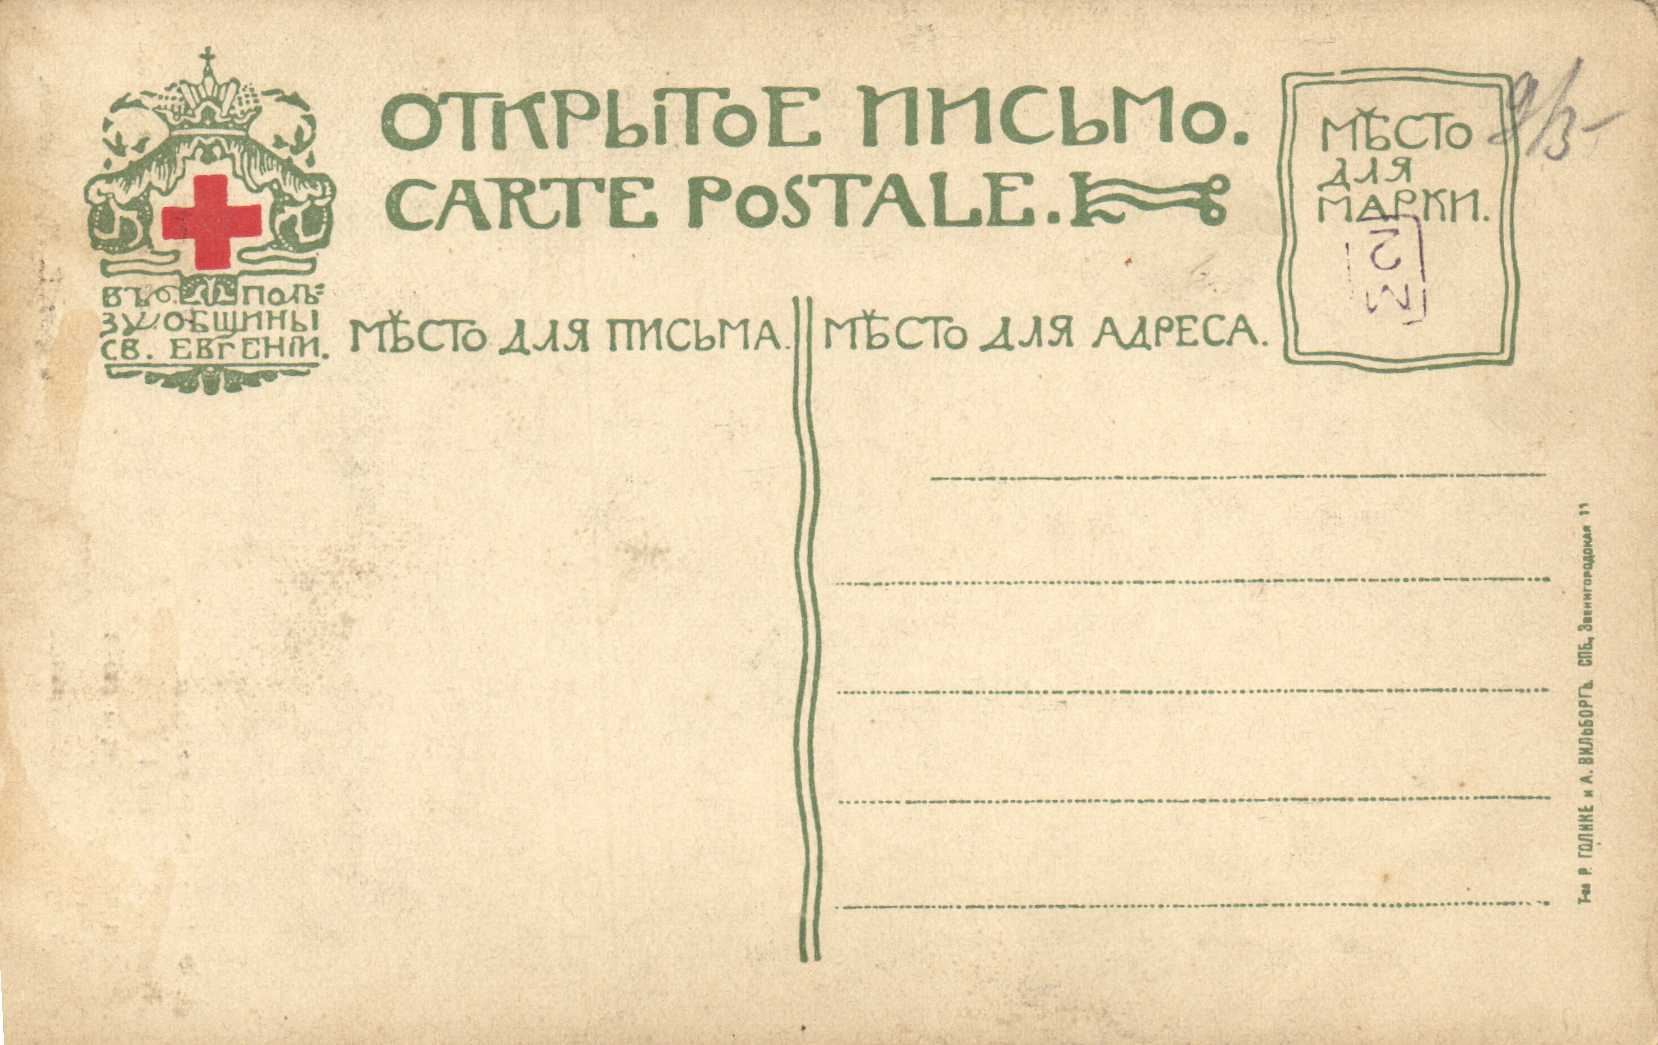 ОТКРЫТОЕ ПИСЬМО.
CARTE POSTALE.
МѢСТО
ДЛЯ
МАРКИ.
ВЪ ПОЛЬ=
ЗУ ОБЩИНЫ
СВ. ЕВГЕНІИ.
МѢСТО ДЛЯ ПИСЬМА.
МѢСТО ДЛЯ АДРЕСА.
Т-во Р. ГОЛИКЕ и А. ВИЛЬБОРГЪ. СПБ., Звенигородская 11